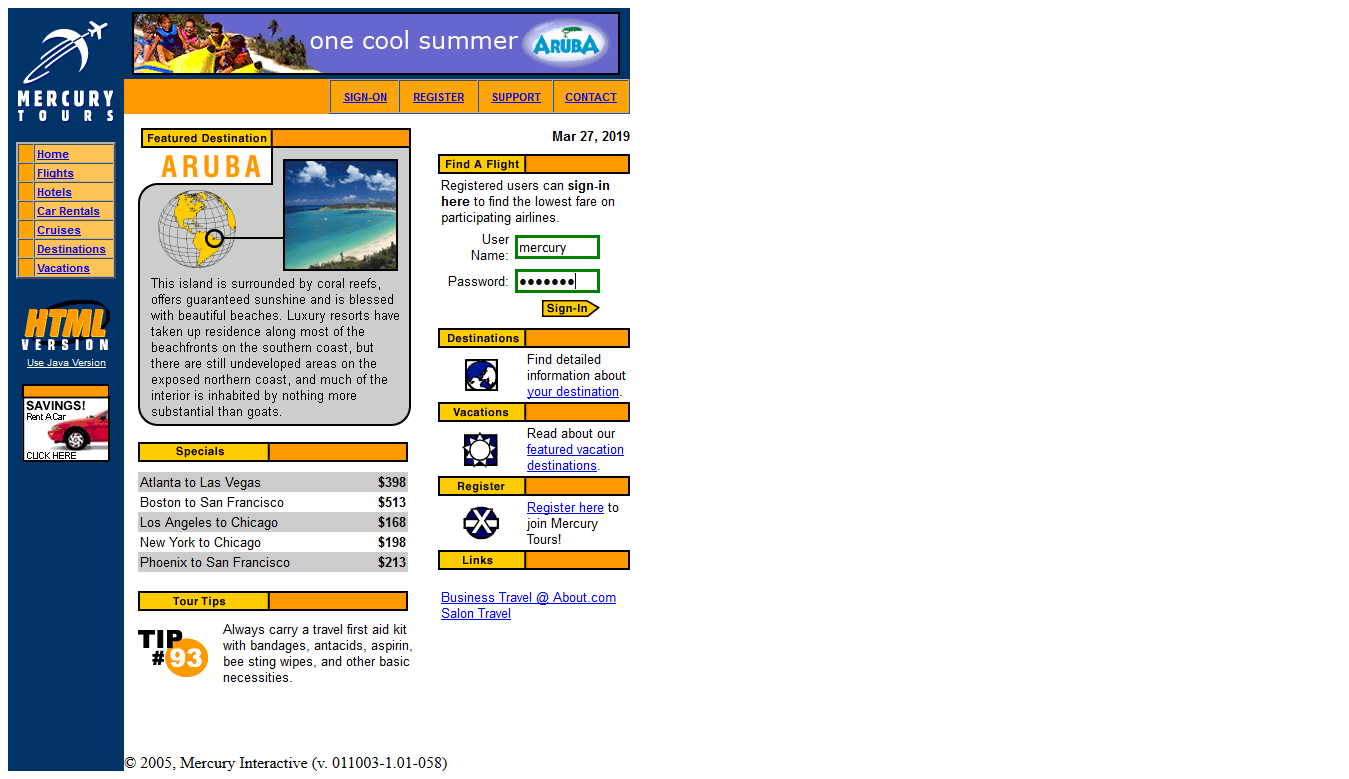 MERCURY
TOURS
one cool summer ARUBA
SIGN-ON REGISTER SUPPORT CONTACT
Home
Flights
Hotels
Car Rentals
Cruises
Destinations
Vacations
HTML
VERSION
Use Java Version
SAVINGS!
Rent A Car
CLICK HERE
Featured Destination
ARUBA
This island is surrounded by coral reefs,
offers guaranteed sunshine and is blessed
with beautiful beaches. Luxury resorts have
taken up residence along most of the
beachfronts on the southern coast, but
there are still undeveloped areas on the
exposed northern coast, and much of the
interior is inhabited by nothing more
substantial than goats.
Specials
Atlanta to Las Vegas $398
Boston to San Francisco $513
Los Angeles to Chicago $168
New York to Chicago $198
Phoenix to San Francisco $213
Tour Tips
TIP
#93
Always carry a travel first aid kit
with bandages, antacids, aspirin,
bee sting wipes, and other basic
necessities.
Mar 27, 2019
Find A Flight
Registered users can sign-in
here to find the lowest fare on
participating airlines.
User
Name: mercury
Password: ●●●●●●●
Sign-In
Destinations
Find detailed
information about
your destination.
Vacations
Read about our
featured vacation
destinations.
Register
Register here to
join Mercury
Tours!
Links
Business Travel @ About.com
Salon Travel
© 2005, Mercury Interactive (v. 011003-1.01-058)